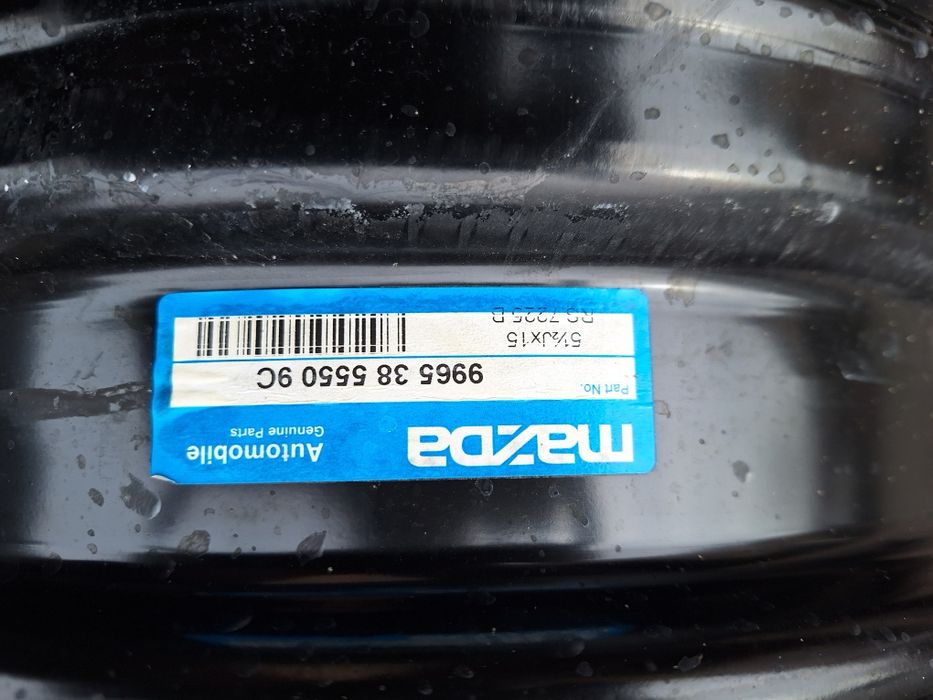 mazda Automobile
Genuine Parts
Part No. 9965 38 5550 9C
5½Jx15
RS 7225-B